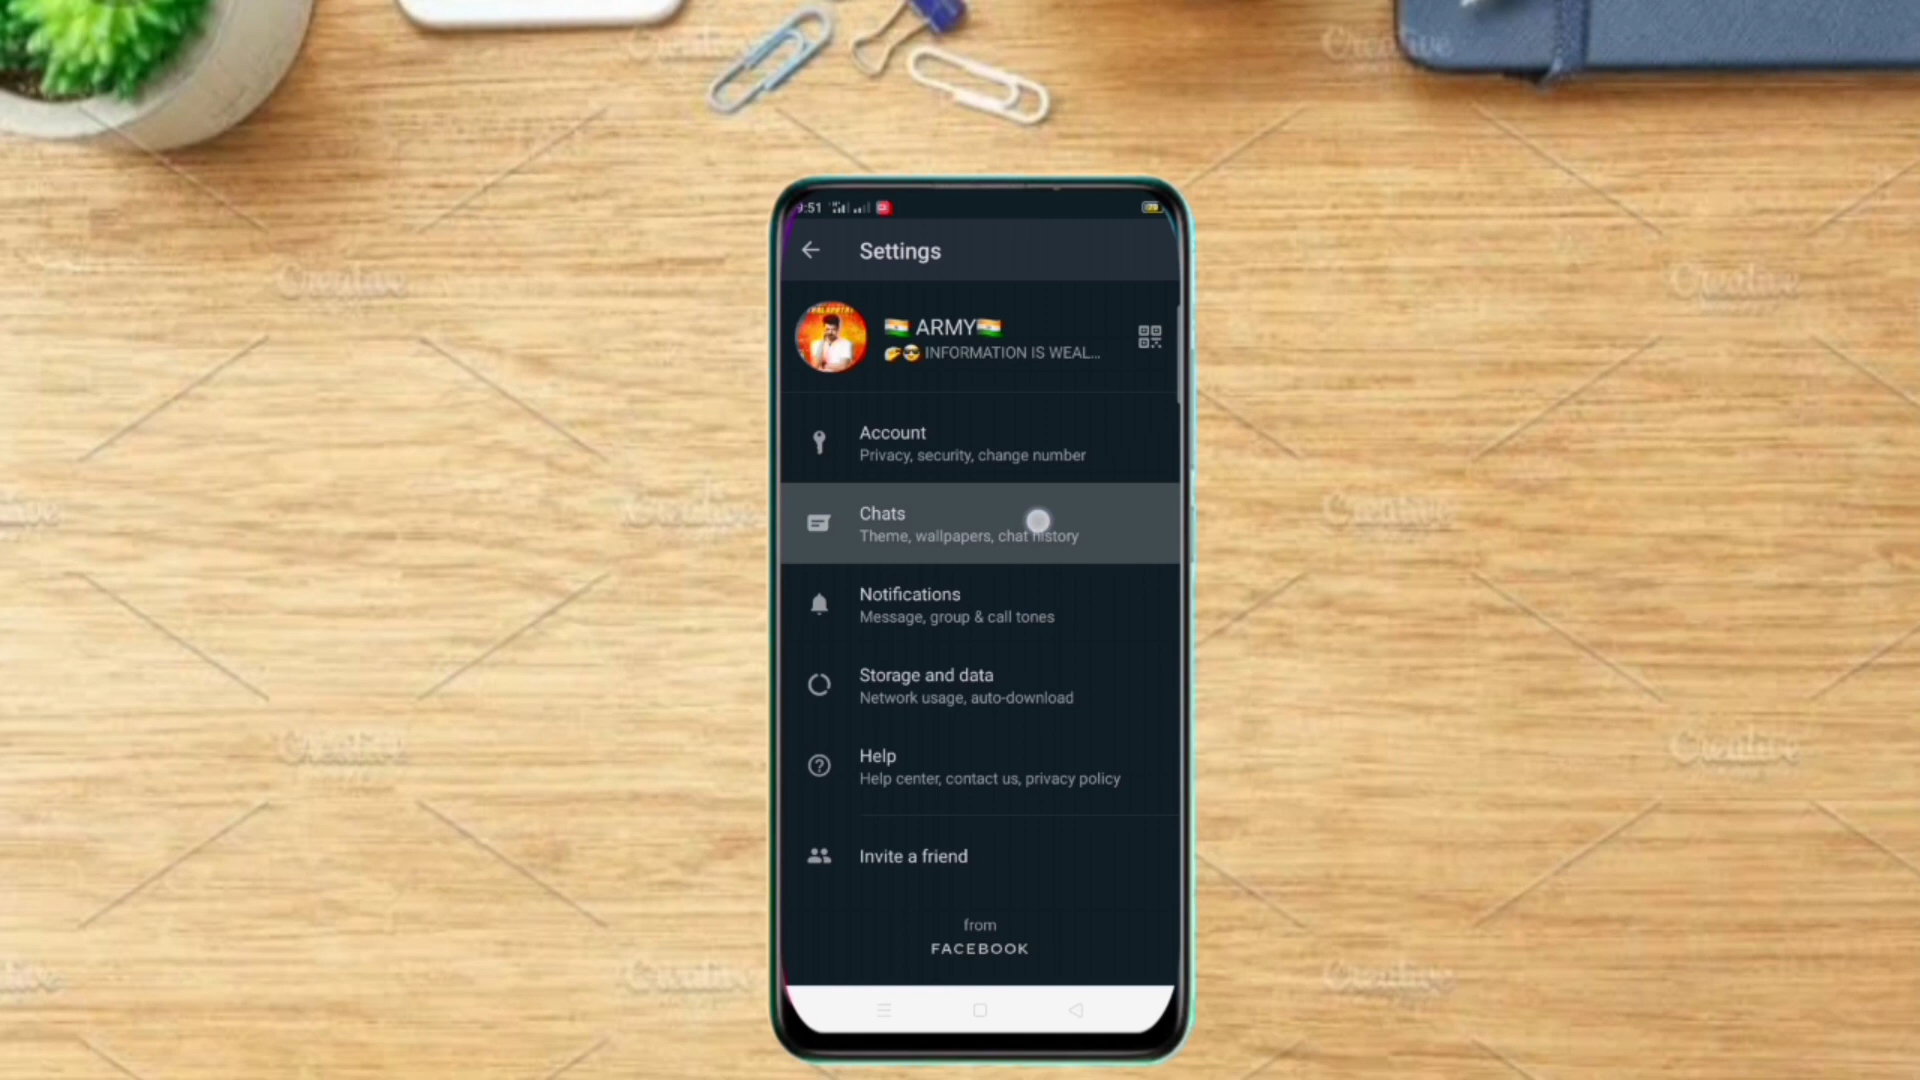 9:51
Settings
🇮🇳 ARMY🇮🇳
INFORMATION IS WEAL...
Account
Privacy, security, change number
Chats
Theme, wallpapers, chat history
Notifications
Message, group & call tones
Storage and data
Network usage, auto-download
Help
Help center, contact us, privacy policy
Invite a friend
from
FACEBOOK